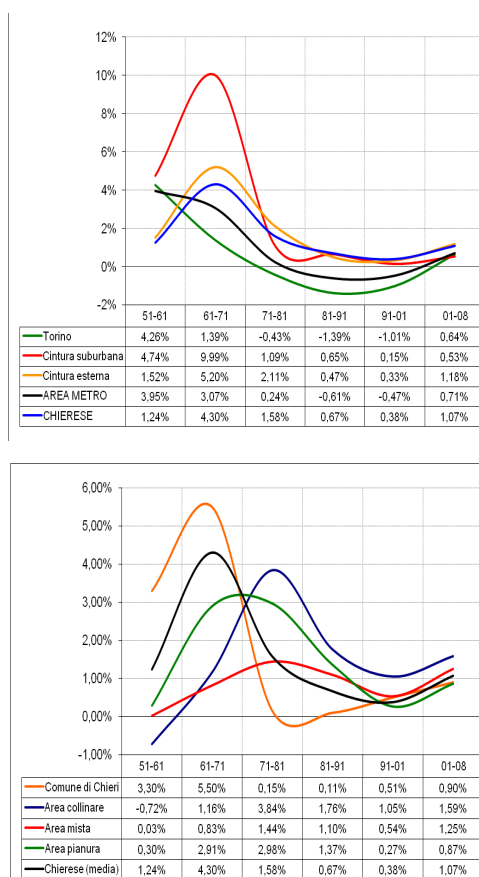 12%
10%
8%
6%
4%
2%
0%
-2%
51-61 61-71 71-81 81-91 91-01 01-08
Torino 4,26% 1,39% -0,43% -1,39% -1,01% 0,64%
Cintura suburbana 4,74% 9,99% 1,09% 0,65% 0,15% 0,53%
Cintura esterna 1,52% 5,20% 2,11% 0,47% 0,33% 1,18%
AREA METRO 3,95% 3,07% 0,24% -0,61% -0,47% 0,71%
CHIERESE 1,24% 4,30% 1,58% 0,67% 0,38% 1,07%
6,00%
5,00%
4,00%
3,00%
2,00%
1,00%
0,00%
-1,00%
51-61 61-71 71-81 81-91 91-01 01-08
Comune di Chieri 3,30% 5,50% 0,15% 0,11% 0,51% 0,90%
Area collinare -0,72% 1,16% 3,84% 1,76% 1,05% 1,59%
Area mista 0,03% 0,83% 1,44% 1,10% 0,54% 1,25%
Area pianura 0,30% 2,91% 2,98% 1,37% 0,27% 0,87%
Chierese (media) 1,24% 4,30% 1,58% 0,67% 0,38% 1,07%